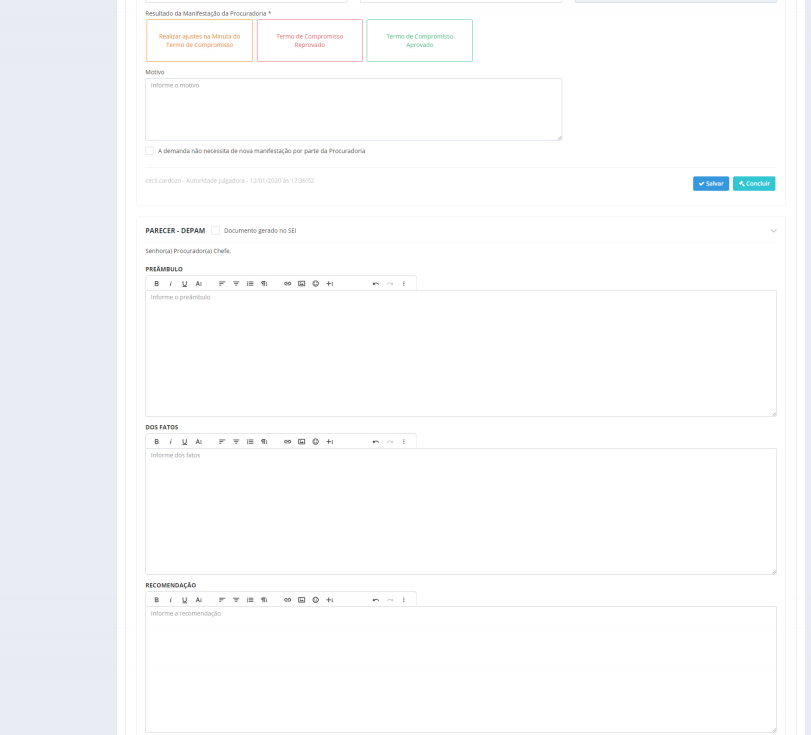 Resultado da Manifestação da Procuradoria *
Realizar ajustes na Minuta do
Termo de Compromisso
Termo de Compromisso
Reprovado
Termo de Compromisso
Aprovado
Motivo
Informe o motivo
A demanda não necessita de nova manifestação por parte da Procuradoria
cecli.cardozo - Autoridade Julgadora - 12/01/2020 às 17:36:02
Salvar
Concluir
PARECER - DEPAM
Documento gerado no SEI
Senhor(a) Procurador(a) Chefe,
PREÂMBULO
Informe o preâmbulo
DOS FATOS
Informe dos fatos
RECOMENDAÇÃO
Informe a recomendação